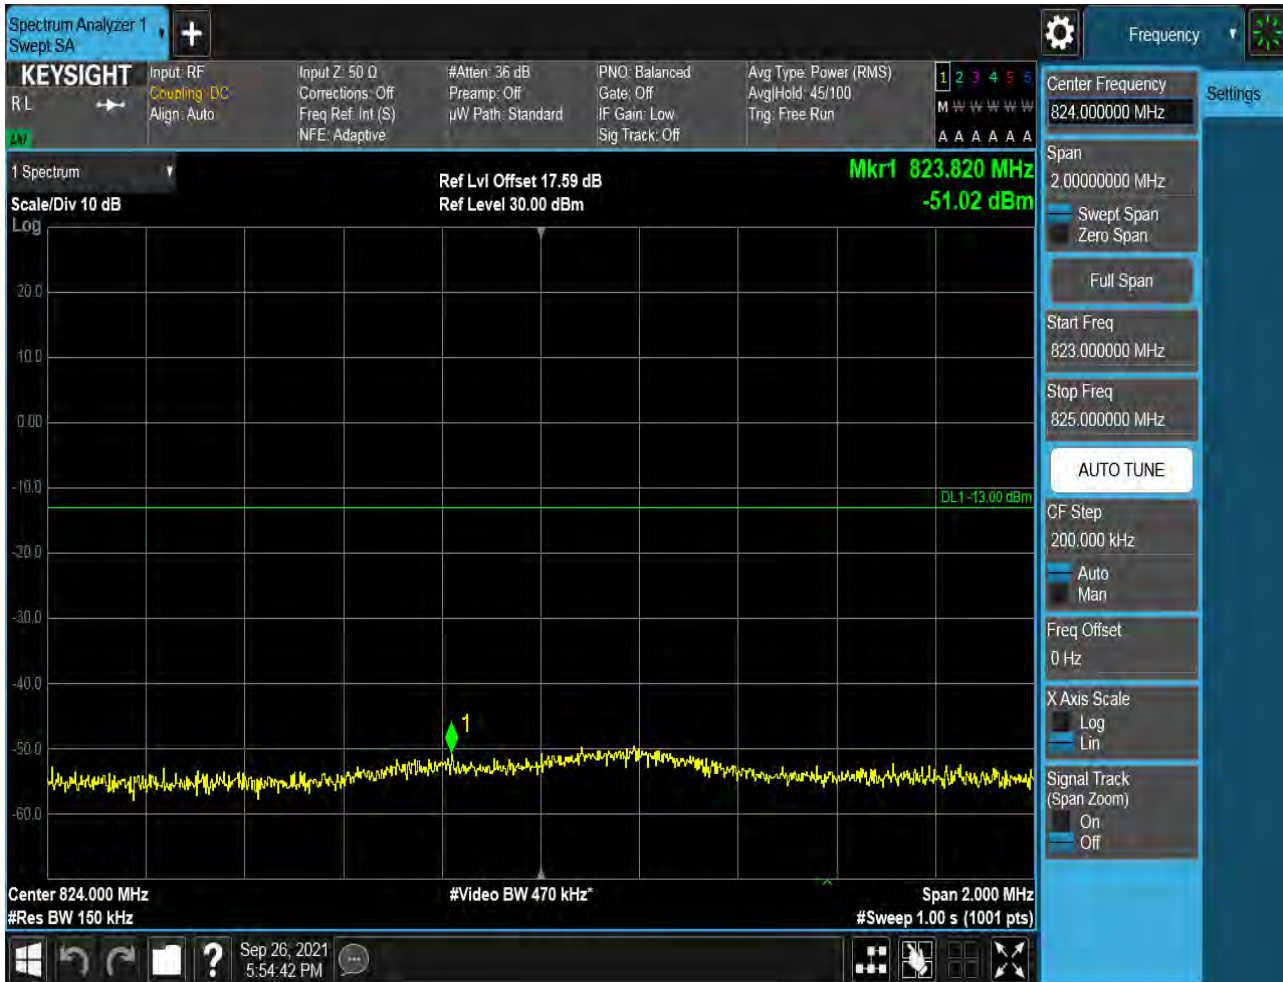 Spectrum Analyzer 1
Swept SA
Frequency
KEYSIGHT
R L
LXI
Input: RF
Coupling: DC
Align: Auto
Input Z: 50 Ω
Corrections: Off
Freq Ref: Int (S)
NFE: Adaptive
#Atten: 36 dB
Preamp: Off
µW Path: Standard
PNO: Balanced
Gate: Off
IF Gain: Low
Sig Track: Off
Avg Type: Power (RMS)
Avg|Hold: 45/100
Trig: Free Run
1 2 3 4 5 6
M W W W W W
A A A A A A
1 Spectrum
Scale/Div 10 dB
Log
Ref Lvl Offset 17.59 dB
Ref Level 30.00 dBm
Mkr1 823.820 MHz
-51.02 dBm
20.0
10.0
0.00
-10.0
DL1 -13.00 dBm
-20.0
-30.0
-40.0
1
-50.0
-60.0
Center 824.000 MHz
#Res BW 150 kHz
#Video BW 470 kHz*
Span 2.000 MHz
#Sweep 1.00 s (1001 pts)
Sep 26, 2021
5:54:42 PM
Center Frequency
824.000000 MHz
Settings
Span
2.00000000 MHz
Swept Span
Zero Span
Full Span
Start Freq
823.000000 MHz
Stop Freq
825.000000 MHz
AUTO TUNE
CF Step
200.000 kHz
Auto
Man
Freq Offset
0 Hz
X Axis Scale
Log
Lin
Signal Track
(Span Zoom)
On
Off